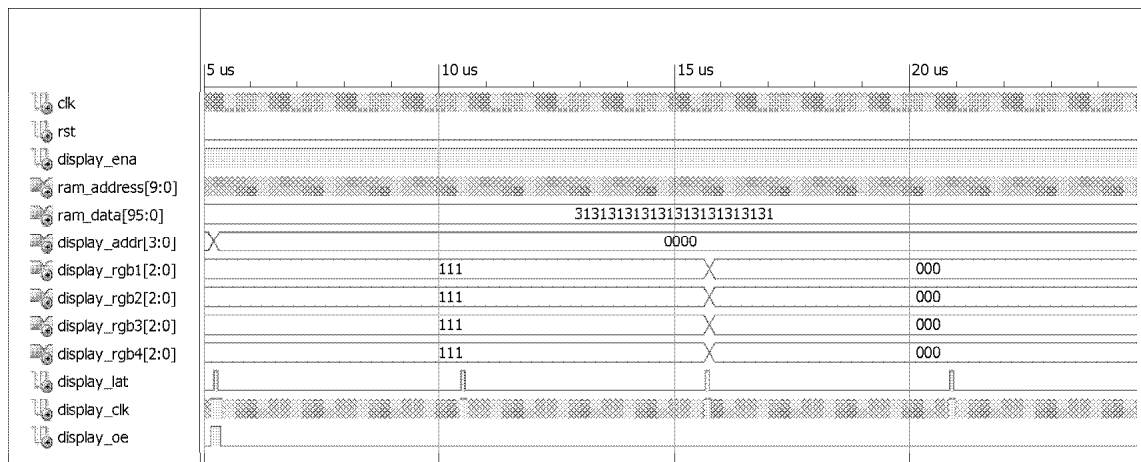 5 us 10 us 15 us 20 us
clk
rst
display_ena
ram_address[9:0]
ram_data[95:0] 313131313131313131313131
display_addr[3:0] 0000
display_rgb1[2:0] 111 000
display_rgb2[2:0] 111 000
display_rgb3[2:0] 111 000
display_rgb4[2:0] 111 000
display_lat
display_clk
display_oe